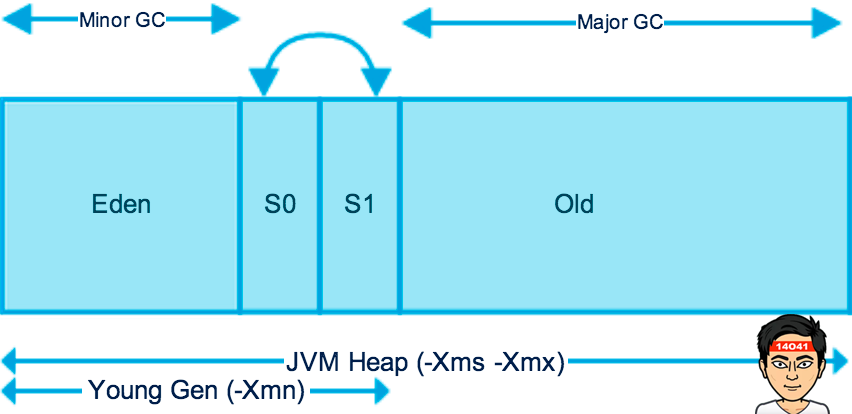 Minor GC
Major GC
Eden
S0
S1
Old
14041
JVM Heap (-Xms -Xmx)
Young Gen (-Xmn)